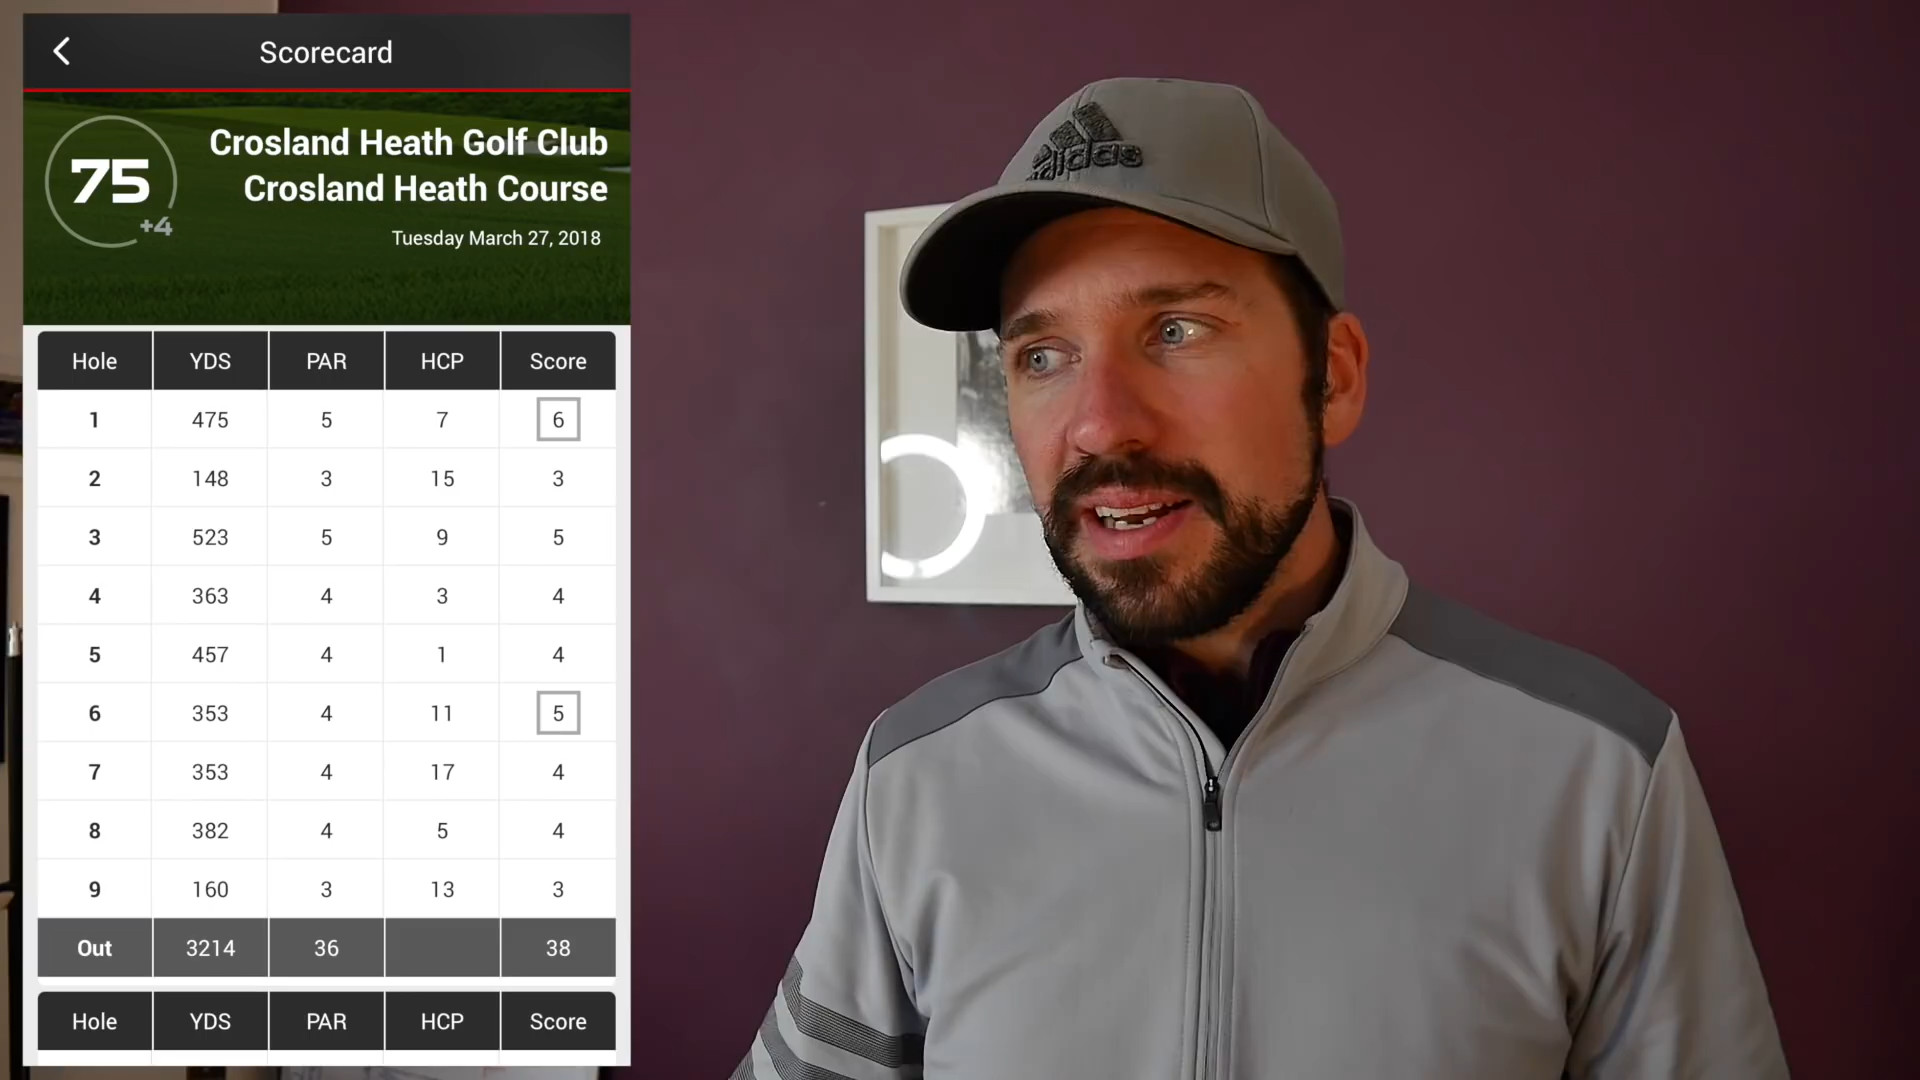 Scorecard
75
+4
Crosland Heath Golf Club
Crosland Heath Course
Tuesday March 27, 2018
Hole YDS PAR HCP Score
1 475 5 7 6
2 148 3 15 3
3 523 5 9 5
4 363 4 3 4
5 457 4 1 4
6 353 4 11 5
7 353 4 17 4
8 382 4 5 4
9 160 3 13 3
Out 3214 36 38
Hole YDS PAR HCP Score
adidas